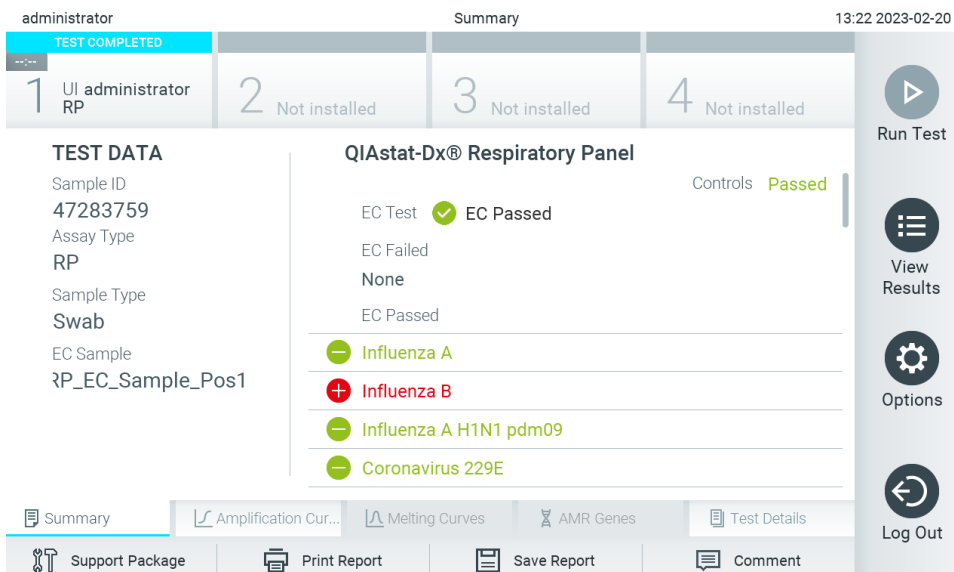 administrator Summary 13:22 2023-02-20
TEST COMPLETED
--:--
1 UI administrator
RP
2 Not installed
3 Not installed
4 Not installed
Run Test
View
Results
Options
Log Out
TEST DATA
Sample ID
47283759
Assay Type
RP
Sample Type
Swab
EC Sample
RP_EC_Sample_Pos1
QIAstat-Dx® Respiratory Panel
Controls Passed
EC Test EC Passed
EC Failed
None
EC Passed
Influenza A
Influenza B
Influenza A H1N1 pdm09
Coronavirus 229E
Summary
Amplification Cur...
Melting Curves
AMR Genes
Test Details
Support Package
Print Report
Save Report
Comment